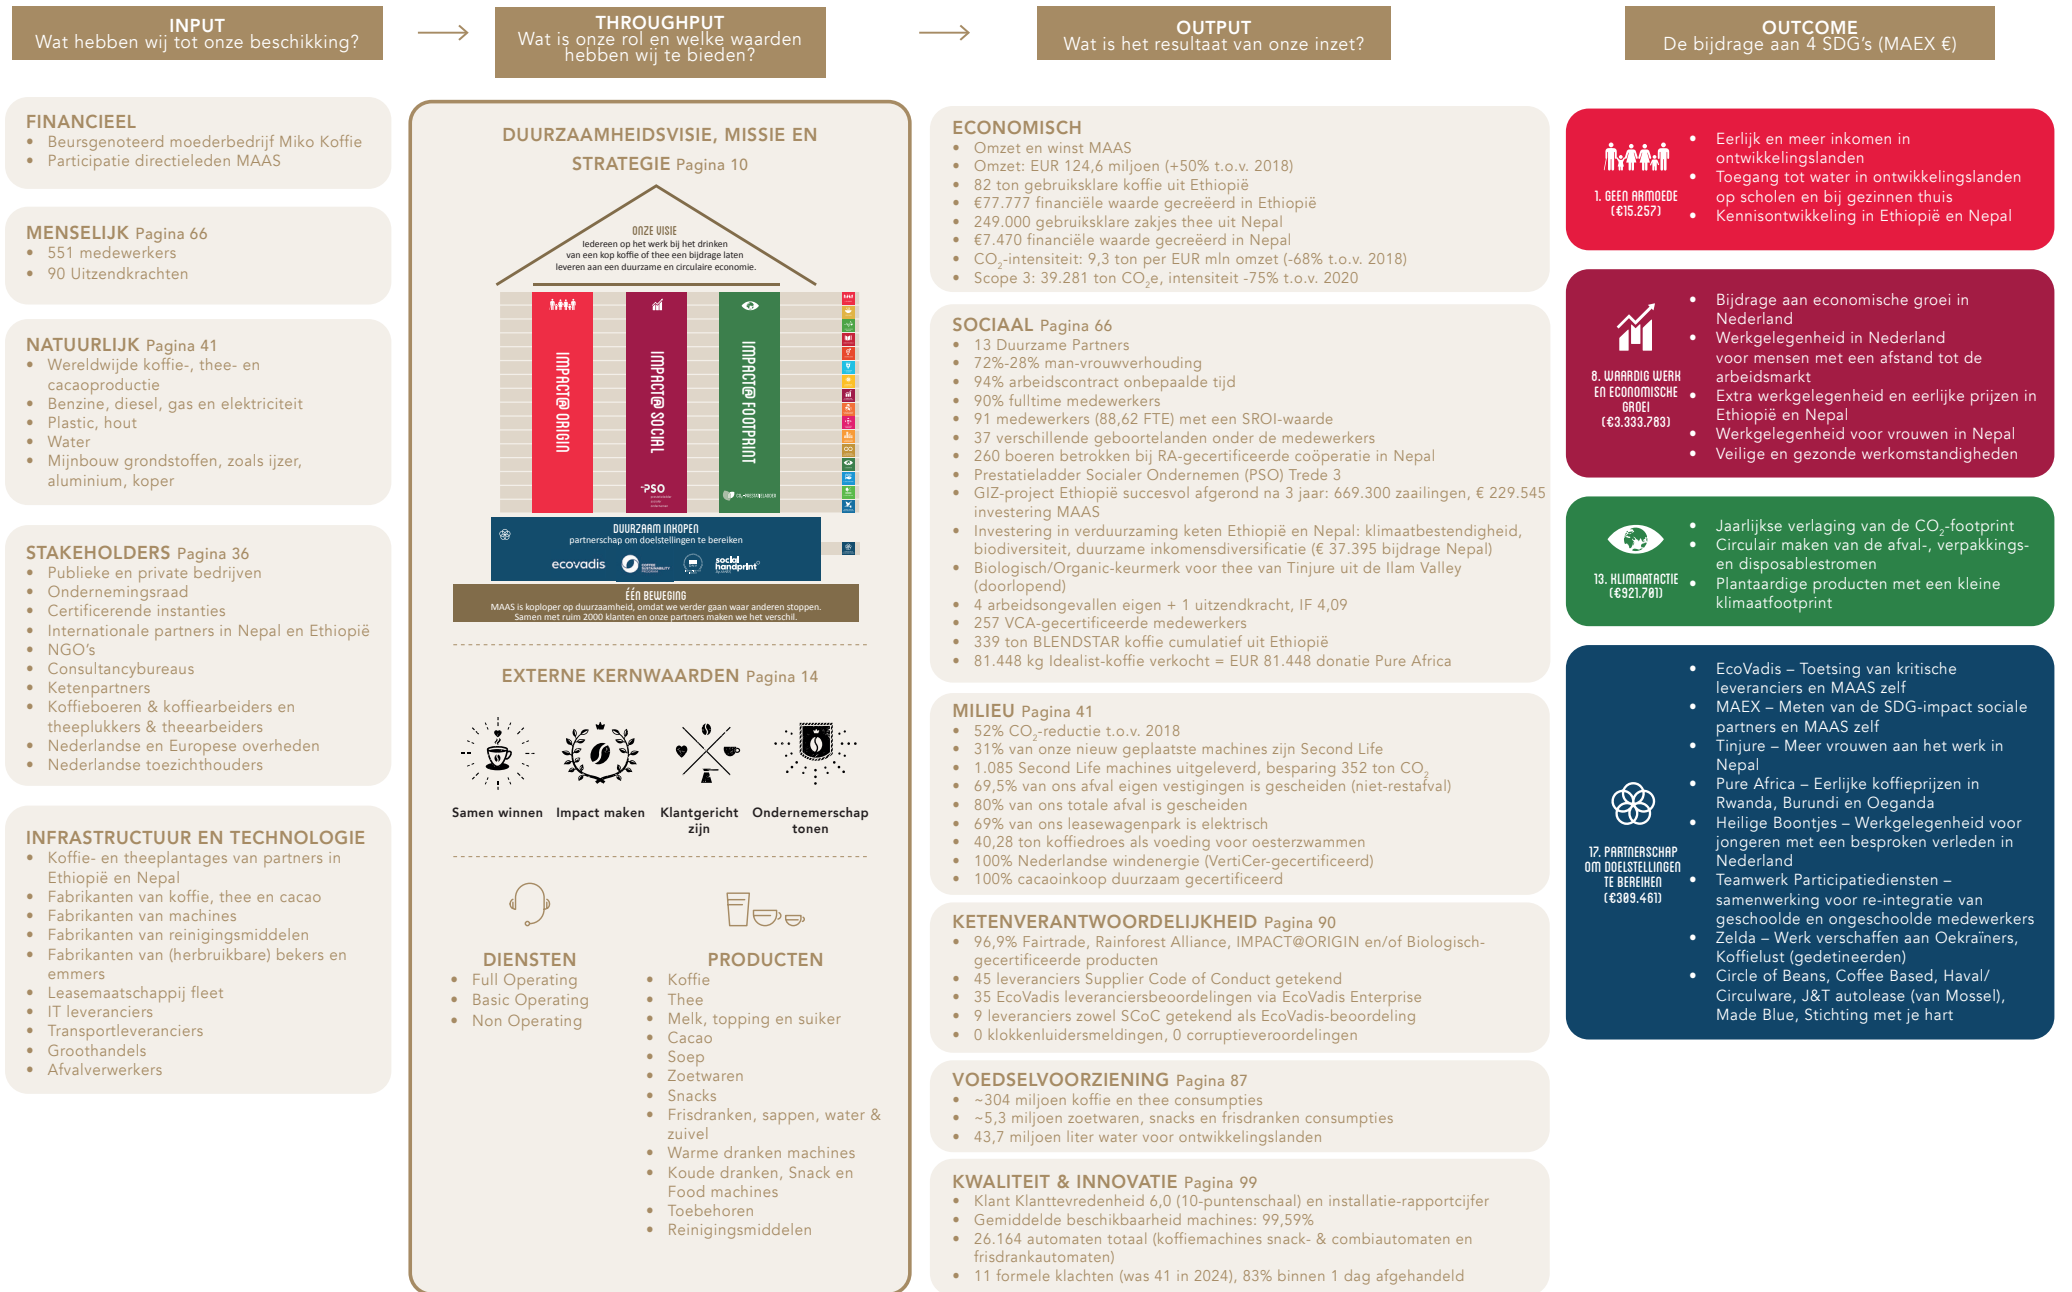 INPUT
Wat hebben wij tot onze beschikking?
THROUGHPUT
Wat is onze rol en welke waarden
hebben wij te bieden?
OUTPUT
Wat is het resultaat van onze inzet?
OUTCOME
De bijdrage aan 4 SDG's (MAEX €)
FINANCIEEL
• Beursgenoteerd moederbedrijf Miko Koffie
• Participatie directieleden MAAS
MENSELIJK Pagina 66
• 551 medewerkers
• 90 Uitzendkrachten
NATUURLIJK Pagina 41
• Wereldwijde koffie-, thee- en
cacaoproductie
• Benzine, diesel, gas en elektriciteit
• Plastic, hout
• Water
• Mijnbouw grondstoffen, zoals ijzer,
aluminium, koper
STAKEHOLDERS Pagina 36
• Publieke en private bedrijven
• Ondernemingsraad
• Certificerende instanties
• Internationale partners in Nepal en Ethiopië
• NGO's
• Consultancybureaus
• Ketenpartners
• Koffieboeren & koffiearbeiders en
theeplukkers & theearbeiders
• Nederlandse en Europese overheden
• Nederlandse toezichthouders
INFRASTRUCTUUR EN TECHNOLOGIE
• Koffie- en theeplantages van partners in
Ethiopië en Nepal
• Fabrikanten van koffie, thee en cacao
• Fabrikanten van machines
• Fabrikanten van reinigingsmiddelen
• Fabrikanten van (herbruikbare) bekers en
emmers
• Leasemaatschappij fleet
• IT leveranciers
• Transportleveranciers
• Groothandels
• Afvalverwerkers
DUURZAAMHEIDSVISIE, MISSIE EN
STRATEGIE Pagina 10
ONZE VISIE
Iedereen op het werk bij het drinken
van een kop koffie of thee een bijdrage laten
leveren aan een duurzame en circulaire economie.
IMPACT@ ORIGIN
IMPACT@ SOCIAL
IMPACT@ FOOTPRINT
PSO
CO₂-PRESTATIELADDER
DUURZAAM INKOPEN
partnerschap om doelstellingen te bereiken
ecovadis
social
handprint
ÉÉN BEWEGING
MAAS is koploper op duurzaamheid, omdat we verder gaan waar anderen stoppen.
Samen met ruim 2000 klanten en onze partners maken we het verschil.
EXTERNE KERNWAARDEN Pagina 14
Samen winnen
Impact maken
Klantgericht
zijn
Ondernemerschap
tonen
DIENSTEN
• Full Operating
• Basic Operating
• Non Operating
PRODUCTEN
• Koffie
• Thee
• Melk, topping en suiker
• Cacao
• Soep
• Zoetwaren
• Snacks
• Frisdranken, sappen, water &
zuivel
• Warme dranken machines
• Koude dranken, Snack en
Food machines
• Toebehoren
• Reinigingsmiddelen
ECONOMISCH
• Omzet en winst MAAS
• Omzet: EUR 124,6 miljoen (+50% t.o.v. 2018)
• 82 ton gebruiksklare koffie uit Ethiopië
• €77.777 financiële waarde gecreëerd in Ethiopië
• 249.000 gebruiksklare zakjes thee uit Nepal
• €7.470 financiële waarde gecreëerd in Nepal
• CO₂-intensiteit: 9,3 ton per EUR mln omzet (-68% t.o.v. 2018)
• Scope 3: 39.281 ton CO₂e, intensiteit -75% t.o.v. 2020
SOCIAAL Pagina 66
• 13 Duurzame Partners
• 72%-28% man-vrouwverhouding
• 94% arbeidscontract onbepaalde tijd
• 90% fulltime medewerkers
• 91 medewerkers (88,62 FTE) met een SROI-waarde
• 37 verschillende geboortelanden onder de medewerkers
• 260 boeren betrokken bij RA-gecertificeerde coöperatie in Nepal
• Prestatieladder Socialer Ondernemen (PSO) Trede 3
• GIZ-project Ethiopië succesvol afgerond na 3 jaar: 669.300 zaailingen, € 229.545
investering MAAS
• Investering in verduurzaming keten Ethiopië en Nepal: klimaatbestendigheid,
biodiversiteit, duurzame inkomensdiversificatie (€ 37.395 bijdrage Nepal)
• Biologisch/Organic-keurmerk voor thee van Tinjure uit de Ilam Valley
(doorlopend)
• 4 arbeidsongevallen eigen + 1 uitzendkracht, IF 4,09
• 257 VCA-gecertificeerde medewerkers
• 339 ton BLENDSTAR koffie cumulatief uit Ethiopië
• 81.448 kg Idealist-koffie verkocht = EUR 81.448 donatie Pure Africa
MILIEU Pagina 41
• 52% CO₂-reductie t.o.v. 2018
• 31% van onze nieuw geplaatste machines zijn Second Life
• 1.085 Second Life machines uitgeleverd, besparing 352 ton CO₂
• 69,5% van ons afval eigen vestigingen is gescheiden (niet-restafval)
• 80% van ons totale afval is gescheiden
• 69% van ons leasewagenpark is elektrisch
• 40,28 ton koffiedroes als voeding voor oesterzwammen
• 100% Nederlandse windenergie (VertiCer-gecertificeerd)
• 100% cacaoinkoop duurzaam gecertificeerd
KETENVERANTWOORDELIJKHEID Pagina 90
• 96,9% Fairtrade, Rainforest Alliance, IMPACT@ORIGIN en/of Biologisch-
gecertificeerde producten
• 45 leveranciers Supplier Code of Conduct getekend
• 35 EcoVadis leveranciersbeoordelingen via EcoVadis Enterprise
• 9 leveranciers zowel SCoC getekend als EcoVadis-beoordeling
• 0 klokkenluidersmeldingen, 0 corruptieveroordelingen
VOEDSELVOORZIENING Pagina 87
• ~304 miljoen koffie en thee consumpties
• ~5,3 miljoen zoetwaren, snacks en frisdranken consumpties
• 43,7 miljoen liter water voor ontwikkelingslanden
KWALITEIT & INNOVATIE Pagina 99
• Klant Klanttevredenheid 6,0 (10-puntenschaal) en installatie-rapportcijfer
• Gemiddelde beschikbaarheid machines: 99,59%
• 26.164 automaten totaal (koffiemachines snack- & combiautomaten en
frisdrankautomaten)
• 11 formele klachten (was 41 in 2024), 83% binnen 1 dag afgehandeld
1. GEEN ARMOEDE
(€15.257)
• Eerlijk en meer inkomen in
ontwikkelingslanden
• Toegang tot water in ontwikkelingslanden
op scholen en bij gezinnen thuis
• Kennisontwikkeling in Ethiopië en Nepal
8. WAARDIG WERK
EN ECONOMISCHE
GROEI
(€3.333.783)
• Bijdrage aan economische groei in
Nederland
• Werkgelegenheid in Nederland
voor mensen met een afstand tot de
arbeidsmarkt
• Extra werkgelegenheid en eerlijke prijzen in
Ethiopië en Nepal
• Werkgelegenheid voor vrouwen in Nepal
• Veilige en gezonde werkomstandigheden
13. KLIMAATACTIE
(€921.701)
• Jaarlijkse verlaging van de CO₂-footprint
• Circulair maken van de afval-, verpakkings-
en disposablestromen
• Plantaardige producten met een kleine
klimaatfootprint
17. PARTNERSCHAP
OM DOELSTELLINGEN
TE BEREIKEN
(€309.461)
• EcoVadis – Toetsing van kritische
leveranciers en MAAS zelf
• MAEX – Meten van de SDG-impact sociale
partners en MAAS zelf
• Tinjure – Meer vrouwen aan het werk in
Nepal
• Pure Africa – Eerlijke koffieprijzen in
Rwanda, Burundi en Oeganda
• Heilige Boontjes – Werkgelegenheid voor
jongeren met een besproken verleden in
Nederland
• Teamwerk Participatiediensten –
samenwerking voor re-integratie van
geschoolde en ongeschoolde medewerkers
• Zelda – Werk verschaffen aan Oekraïners,
Koffielust (gedetineerden)
• Circle of Beans, Coffee Based, Haval/
Circulware, J&T autolease (van Mossel),
Made Blue, Stichting met je hart